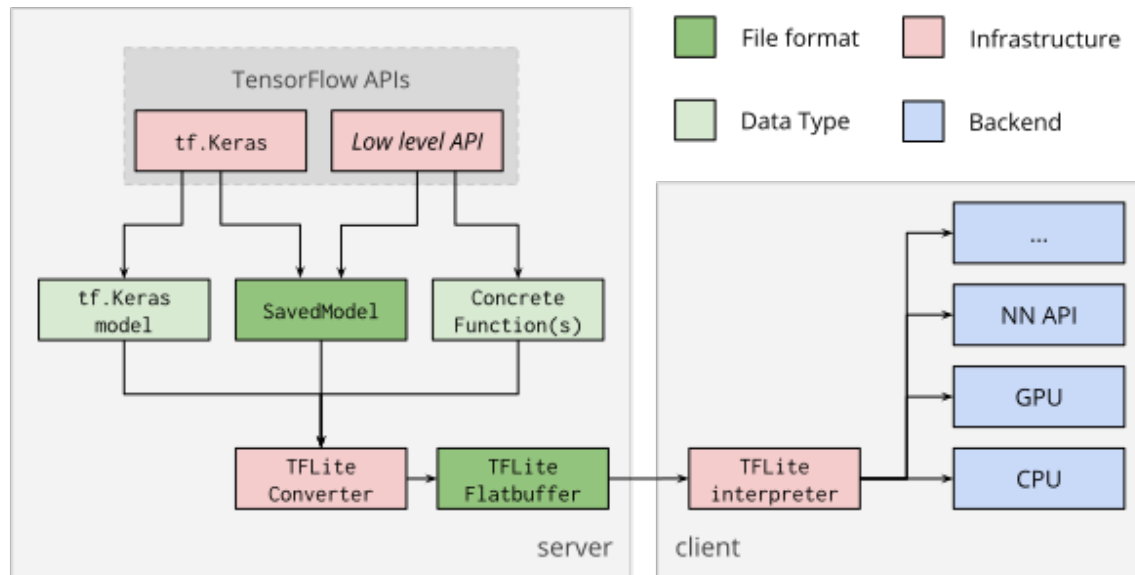 TensorFlow APIs
tf.Keras
Low level API
tf.Keras
model
SavedModel
Concrete
Function(s)
TFLite
Converter
TFLite
Flatbuffer
server
File format
Infrastructure
Data Type
Backend
...
NN API
GPU
CPU
TFLite
interpreter
client